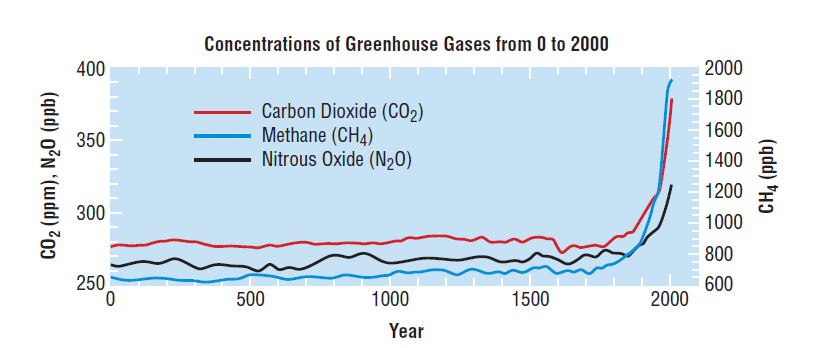 Concentrations of Greenhouse Gases from 0 to 2000
CO₂ (ppm), N₂O (ppb)
400
350
300
250
Carbon Dioxide (CO₂)
Methane (CH₄)
Nitrous Oxide (N₂O)
2000
1800
1600
1400
1200
1000
800
600
CH₄ (ppb)
0 500 1000 1500 2000
Year